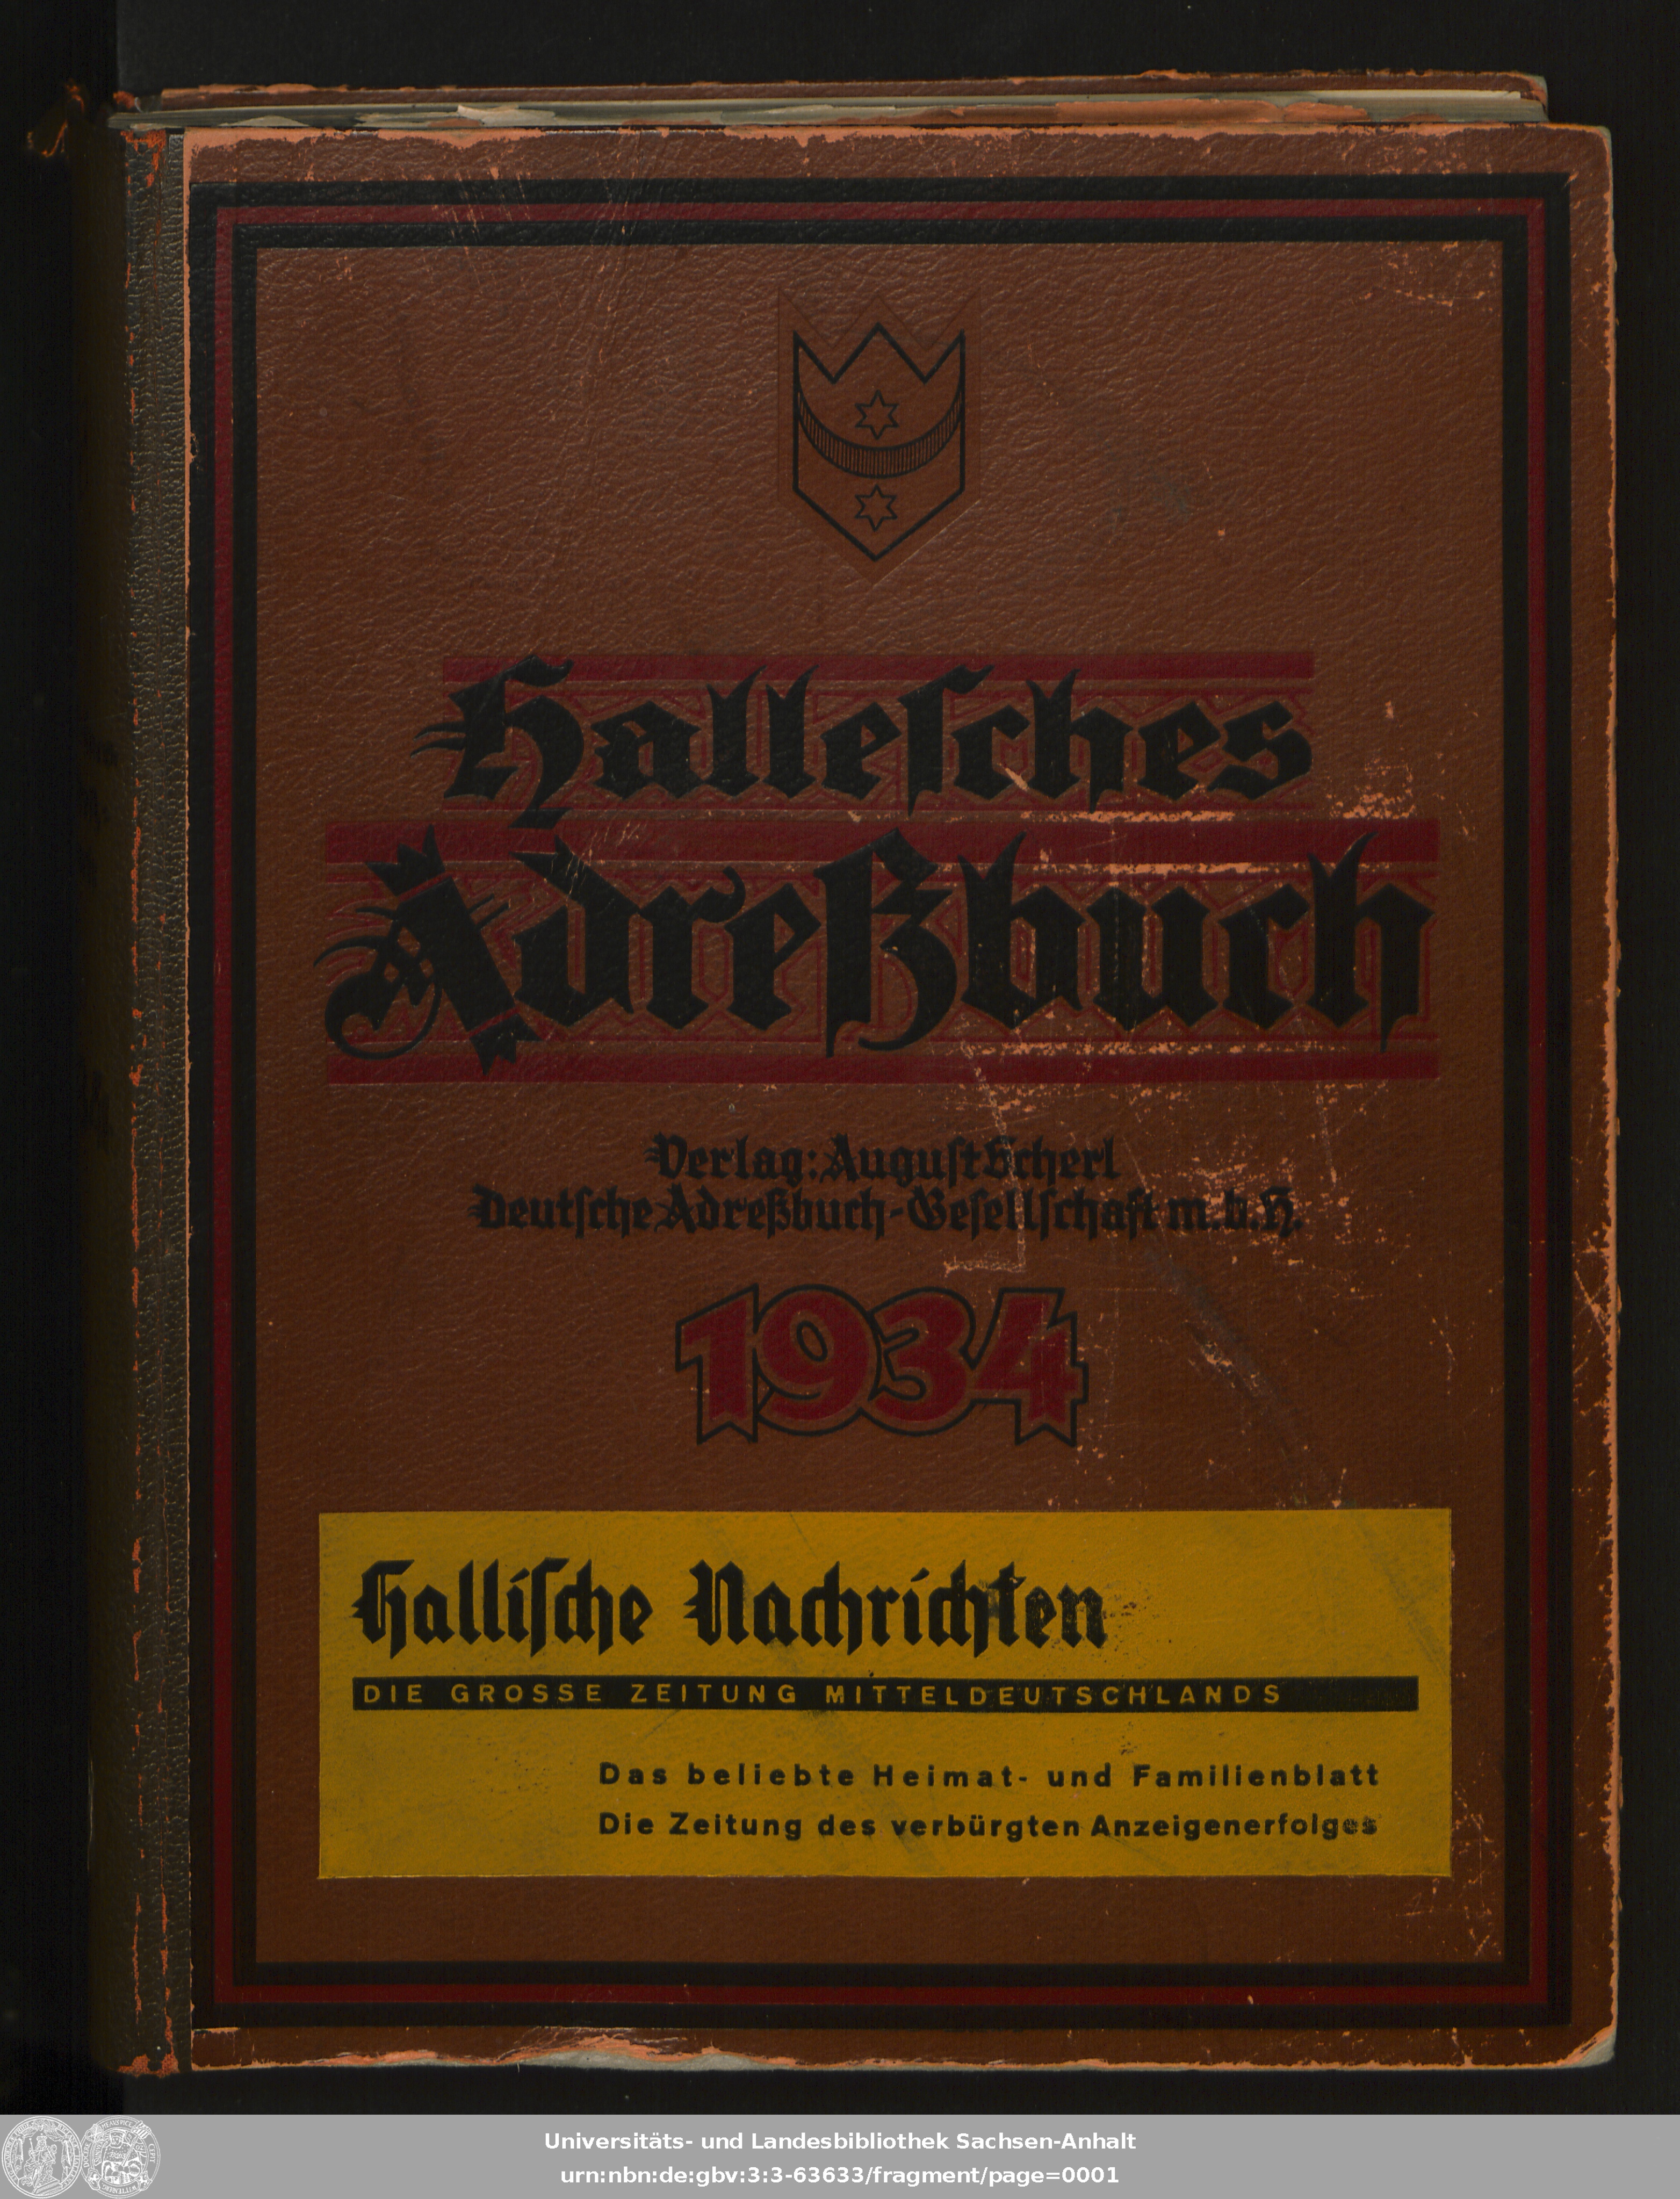 Hallesches
Adreßbuch
Verlag: August Scherl
Deutsche Adreßbuch-Gesellschaft m.b.H.
1934
Hallische Nachrichten
DIE GROSSE ZEITUNG MITTELDEUTSCHLANDS
Das beliebte Heimat- und Familienblatt
Die Zeitung des verbürgten Anzeigenerfolges
Universitäts- und Landesbibliothek Sachsen-Anhalt
urn:nbn:de:gbv:3:3-63633/fragment/page=0001